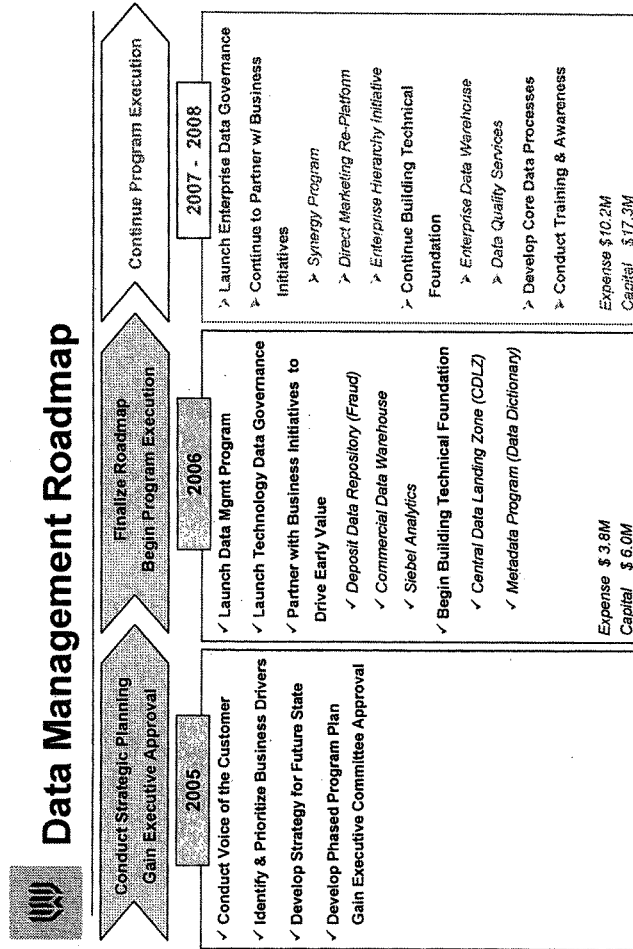 Data Management Roadmap
Conduct Strategic Planning
Gain Executive Approval
2005
✓ Conduct Voice of the Customer
✓ Identify & Prioritize Business Drivers
✓ Develop Strategy for Future State
✓ Develop Phased Program Plan
Gain Executive Committee Approval
Finalize Roadmap
Begin Program Execution
2006
✓ Launch Data Mgmt Program
✓ Launch Technology Data Governance
✓ Partner with Business Initiatives to
Drive Early Value
✓ Deposit Data Repository (Fraud)
✓ Commercial Data Warehouse
✓ Siebel Analytics
✓ Begin Building Technical Foundation
✓ Central Data Landing Zone (CDLZ)
✓ Metadata Program (Data Dictionary)
Expense $ 3.8M
Capital $ 6.0M
Continue Program Execution
2007 - 2008
➢ Launch Enterprise Data Governance
➢ Continue to Partner w/ Business
Initiatives
➢ Synergy Program
➢ Direct Marketing Re-Platform
➢ Enterprise Hierarchy Initiative
➢ Continue Building Technical
Foundation
➢ Enterprise Data Warehouse
➢ Data Quality Services
➢ Develop Core Data Processes
➢ Conduct Training & Awareness
Expense $10.2M
Capital $17.3M